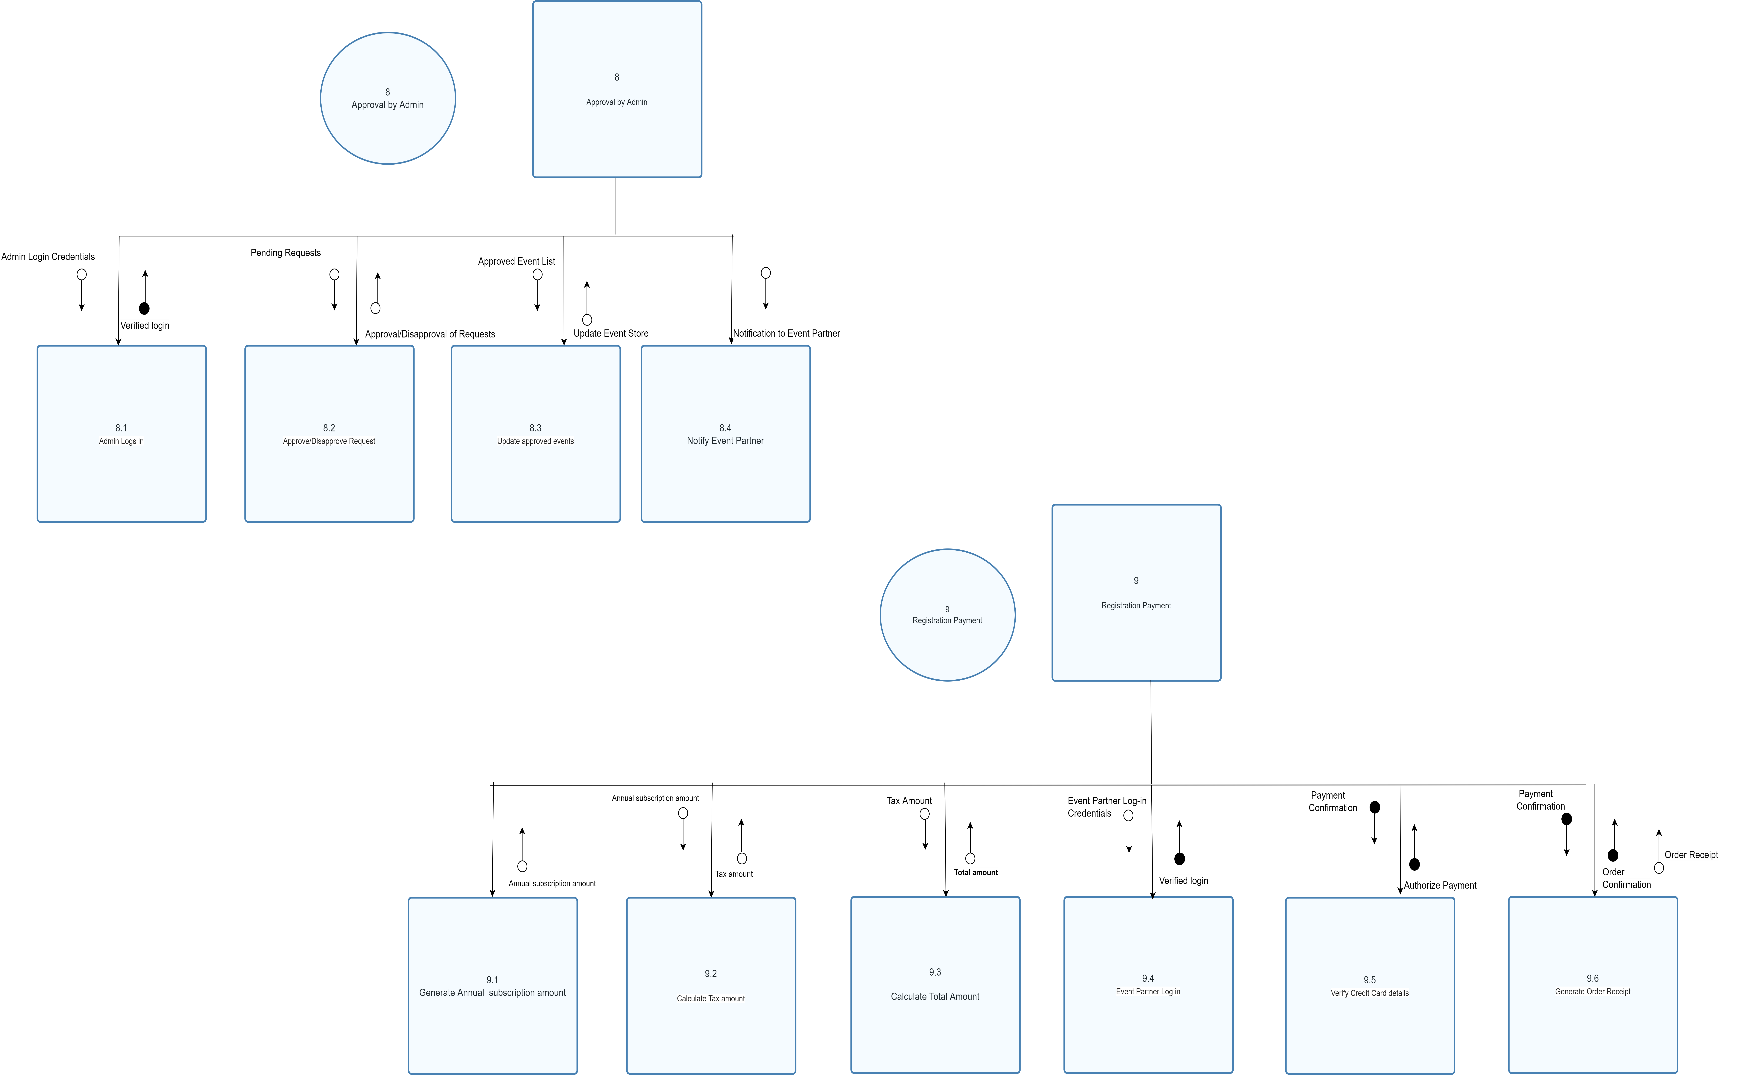 8
Approval by Admin
8
Approval by Admin
Admin Login Credentials
Pending Requests
Approved Event List
Verified login
Approval/Disapproval of Requests
Update Event Store
Notification to Event Partner
8.1
Admin Logs in
8.2
Approve/Disapprove Request
8.3
Update approved events
8.4
Notify Event Partner
9
Registration Payment
9
Registration Payment
Annual subscription amount
Annual subscription amount
Tax amount
Tax Amount
Total amount
Event Partner Log-in
Credentials
Verified login
Payment
Confirmation
Authorize Payment
Payment
Confirmation
Order
Confirmation
Order Receipt
9.1
Generate Annual subscription amount
9.2
Calculate Tax amount
9.3
Calculate Total Amount
9.4
Event Partner Log in
9.5
Verify Credit Card details
9.6
Generate Order Receipt